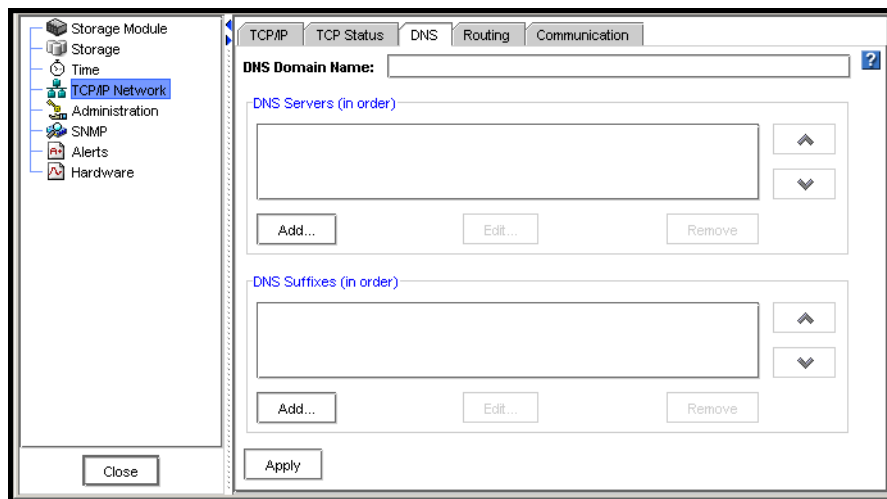 Storage Module
Storage
Time
TCP/IP Network
Administration
SNMP
Alerts
Hardware
Close
TCP/IP
TCP Status
DNS
Routing
Communication
DNS Domain Name:
?
DNS Servers (in order)
Add...
Edit...
Remove
DNS Suffixes (in order)
Add...
Edit...
Remove
Apply